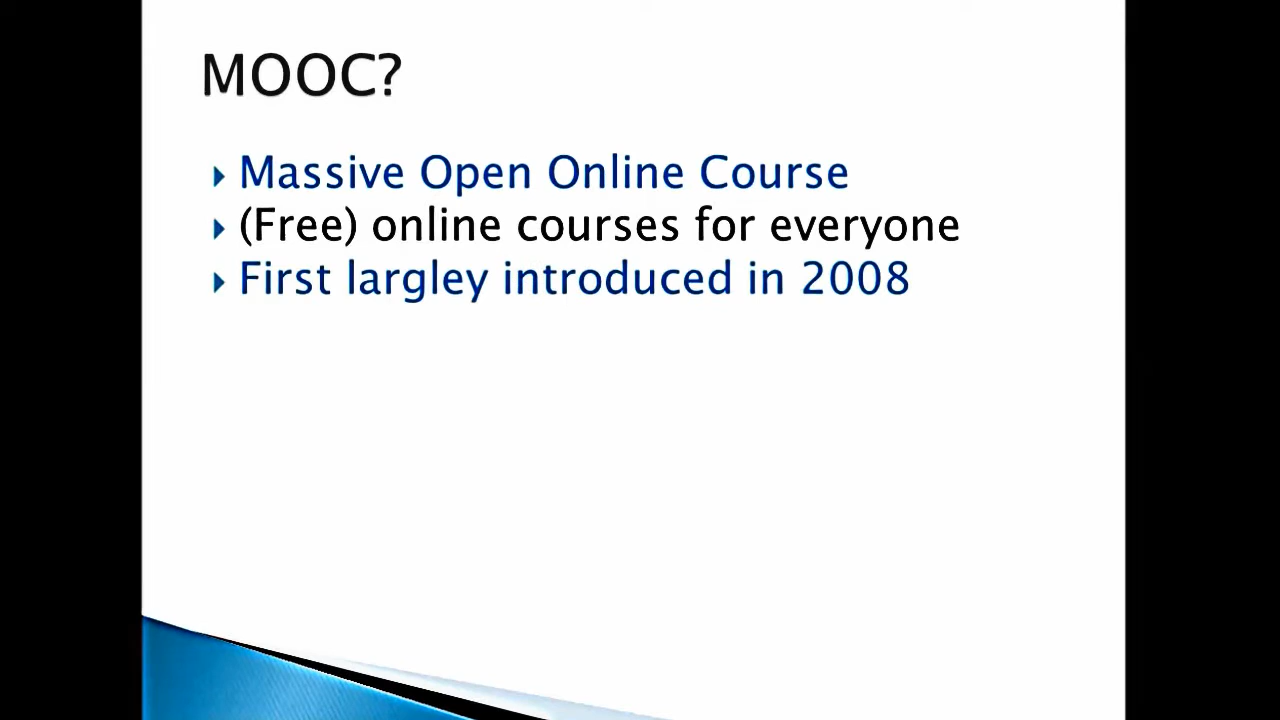 MOOC?
Massive Open Online Course
(Free) online courses for everyone
First largley introduced in 2008